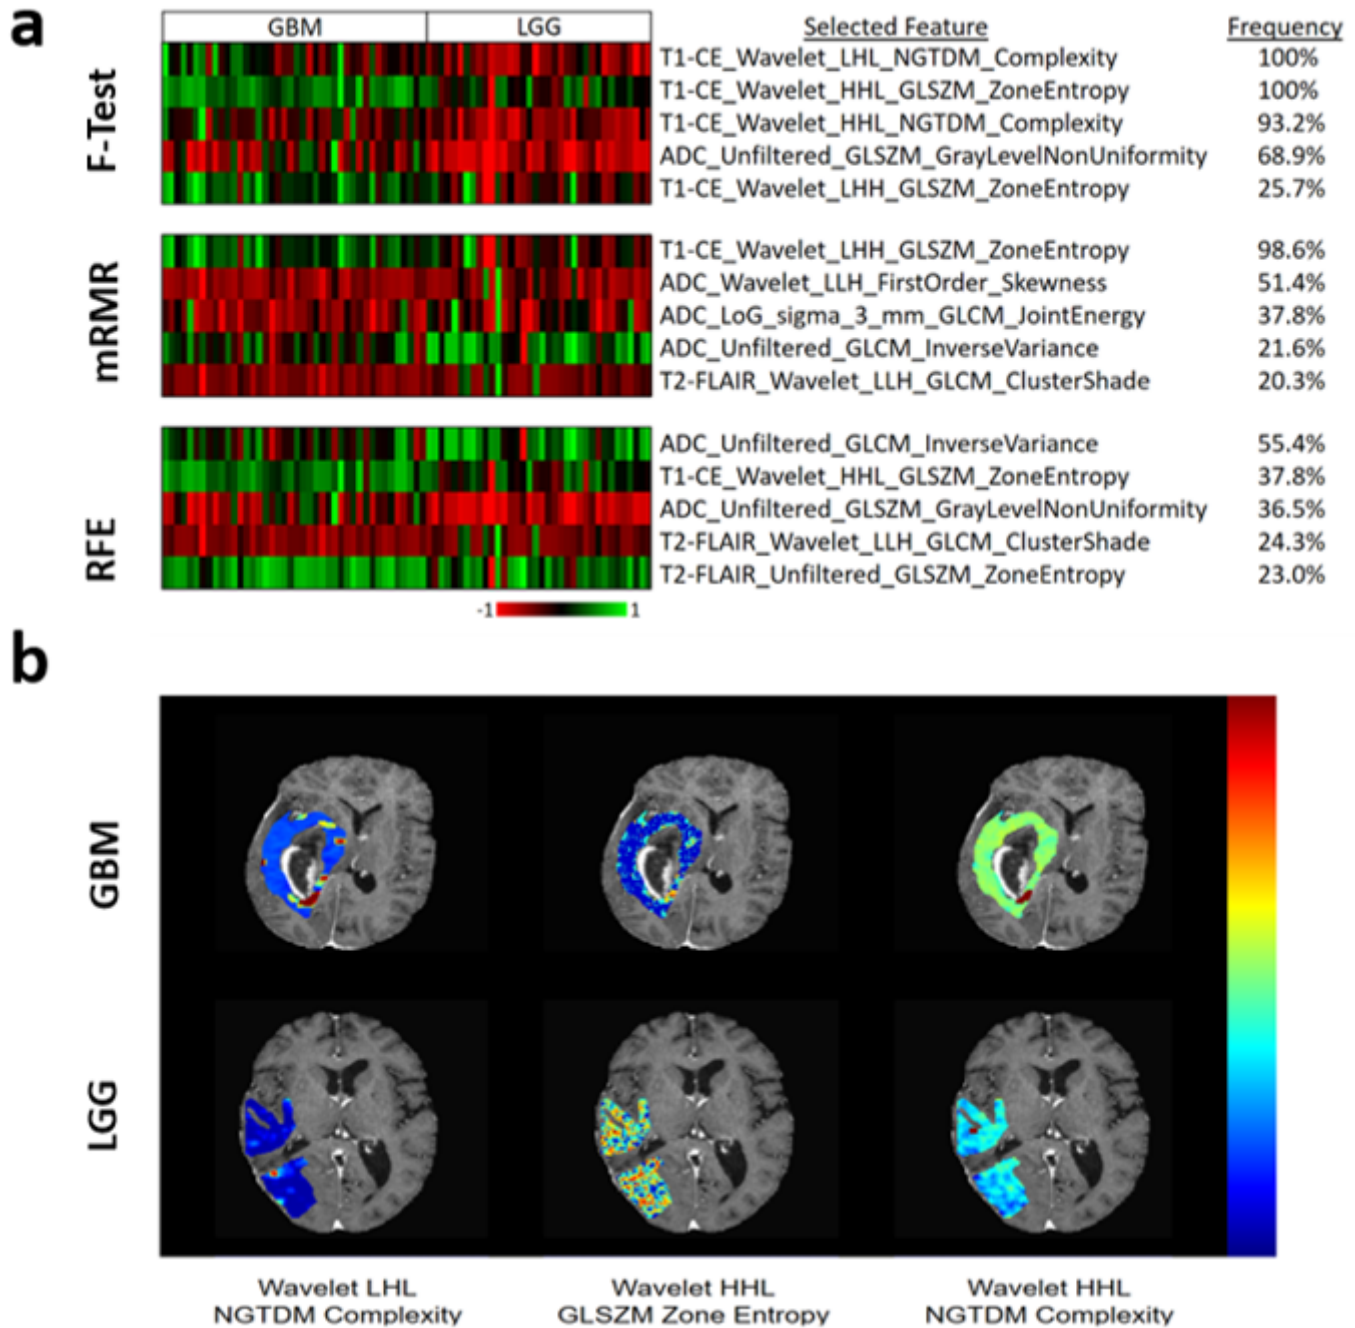 a
GBM LGG Selected Feature Frequency
F-Test
T1-CE_Wavelet_LHL_NGTDM_Complexity 100%
T1-CE_Wavelet_HHL_GLSZM_ZoneEntropy 100%
T1-CE_Wavelet_HHL_NGTDM_Complexity 93.2%
ADC_Unfiltered_GLSZM_GrayLevelNonUniformity 68.9%
T1-CE_Wavelet_LHH_GLSZM_ZoneEntropy 25.7%
mRMR
T1-CE_Wavelet_LHH_GLSZM_ZoneEntropy 98.6%
ADC_Wavelet_LLH_FirstOrder_Skewness 51.4%
ADC_LoG_sigma_3_mm_GLCM_JointEnergy 37.8%
ADC_Unfiltered_GLCM_InverseVariance 21.6%
T2-FLAIR_Wavelet_LLH_GLCM_ClusterShade 20.3%
RFE
ADC_Unfiltered_GLCM_InverseVariance 55.4%
T1-CE_Wavelet_HHL_GLSZM_ZoneEntropy 37.8%
ADC_Unfiltered_GLSZM_GrayLevelNonUniformity 36.5%
T2-FLAIR_Wavelet_LLH_GLCM_ClusterShade 24.3%
T2-FLAIR_Unfiltered_GLSZM_ZoneEntropy 23.0%
-1 1
b
GBM
LGG
Wavelet LHL Wavelet HHL Wavelet HHL
NGTDM Complexity GLSZM Zone Entropy NGTDM Complexity